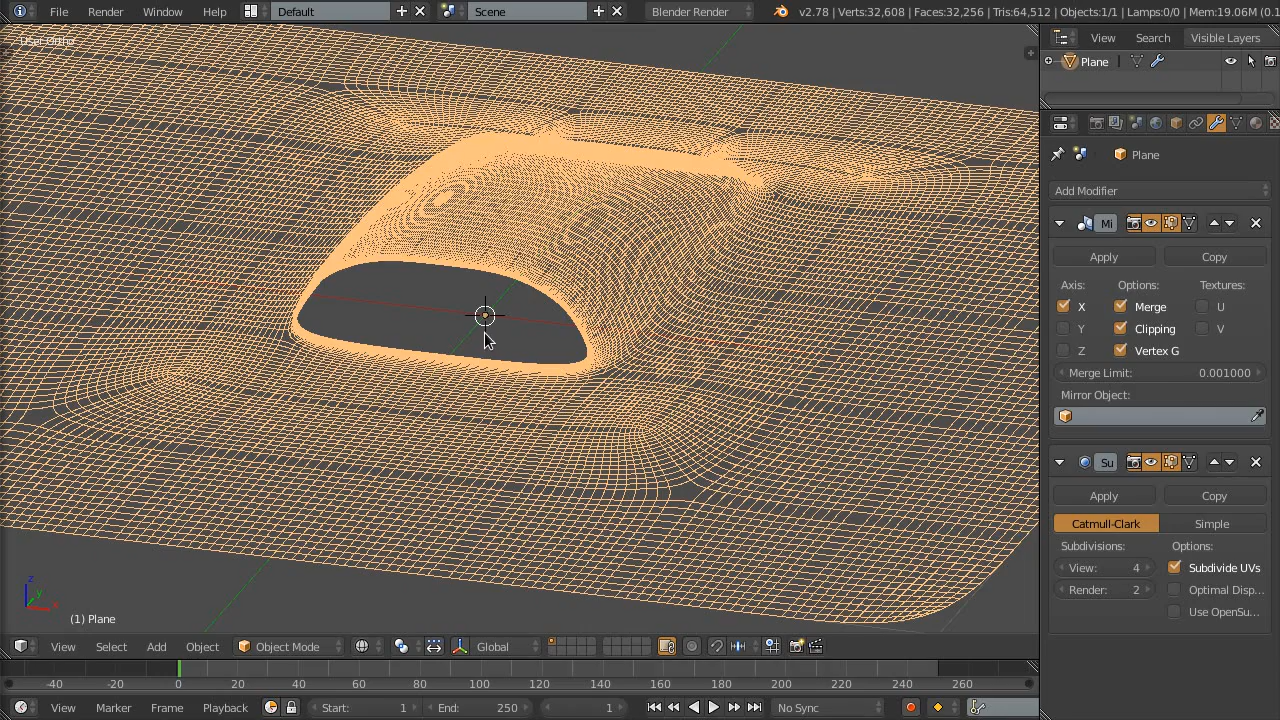 File Render Window Help Default Scene Blender Render v2.78 | Verts:32,608 | Faces:32,256 | Tris:64,512 | Objects:1/1 | Lamps:0/0 | Mem:19.06M (0.1
User Ortho
View Search Visible Layers
Plane
Plane
Add Modifier
Mi
Apply Copy
Axis: Options: Textures:
X Merge U
Y Clipping V
Z Vertex G
Merge Limit: 0.001000
Mirror Object:
Su
Apply Copy
Catmull-Clark Simple
Subdivisions: Options:
View: 4 Subdivide UVs
Render: 2 Optimal Disp...
Use OpenSu...
z
y
x
(1) Plane
View Select Add Object Object Mode Global
-40 -20 0 20 40 60 80 100 120 140 160 180 200 220 240 260
View Marker Frame Playback Start: 1 End: 250 1 No Sync